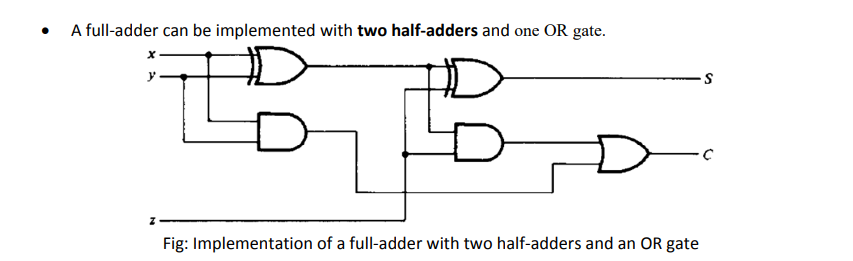 • A full-adder can be implemented with two half-adders and one OR gate.
x
y
S
C
z
Fig: Implementation of a full-adder with two half-adders and an OR gate